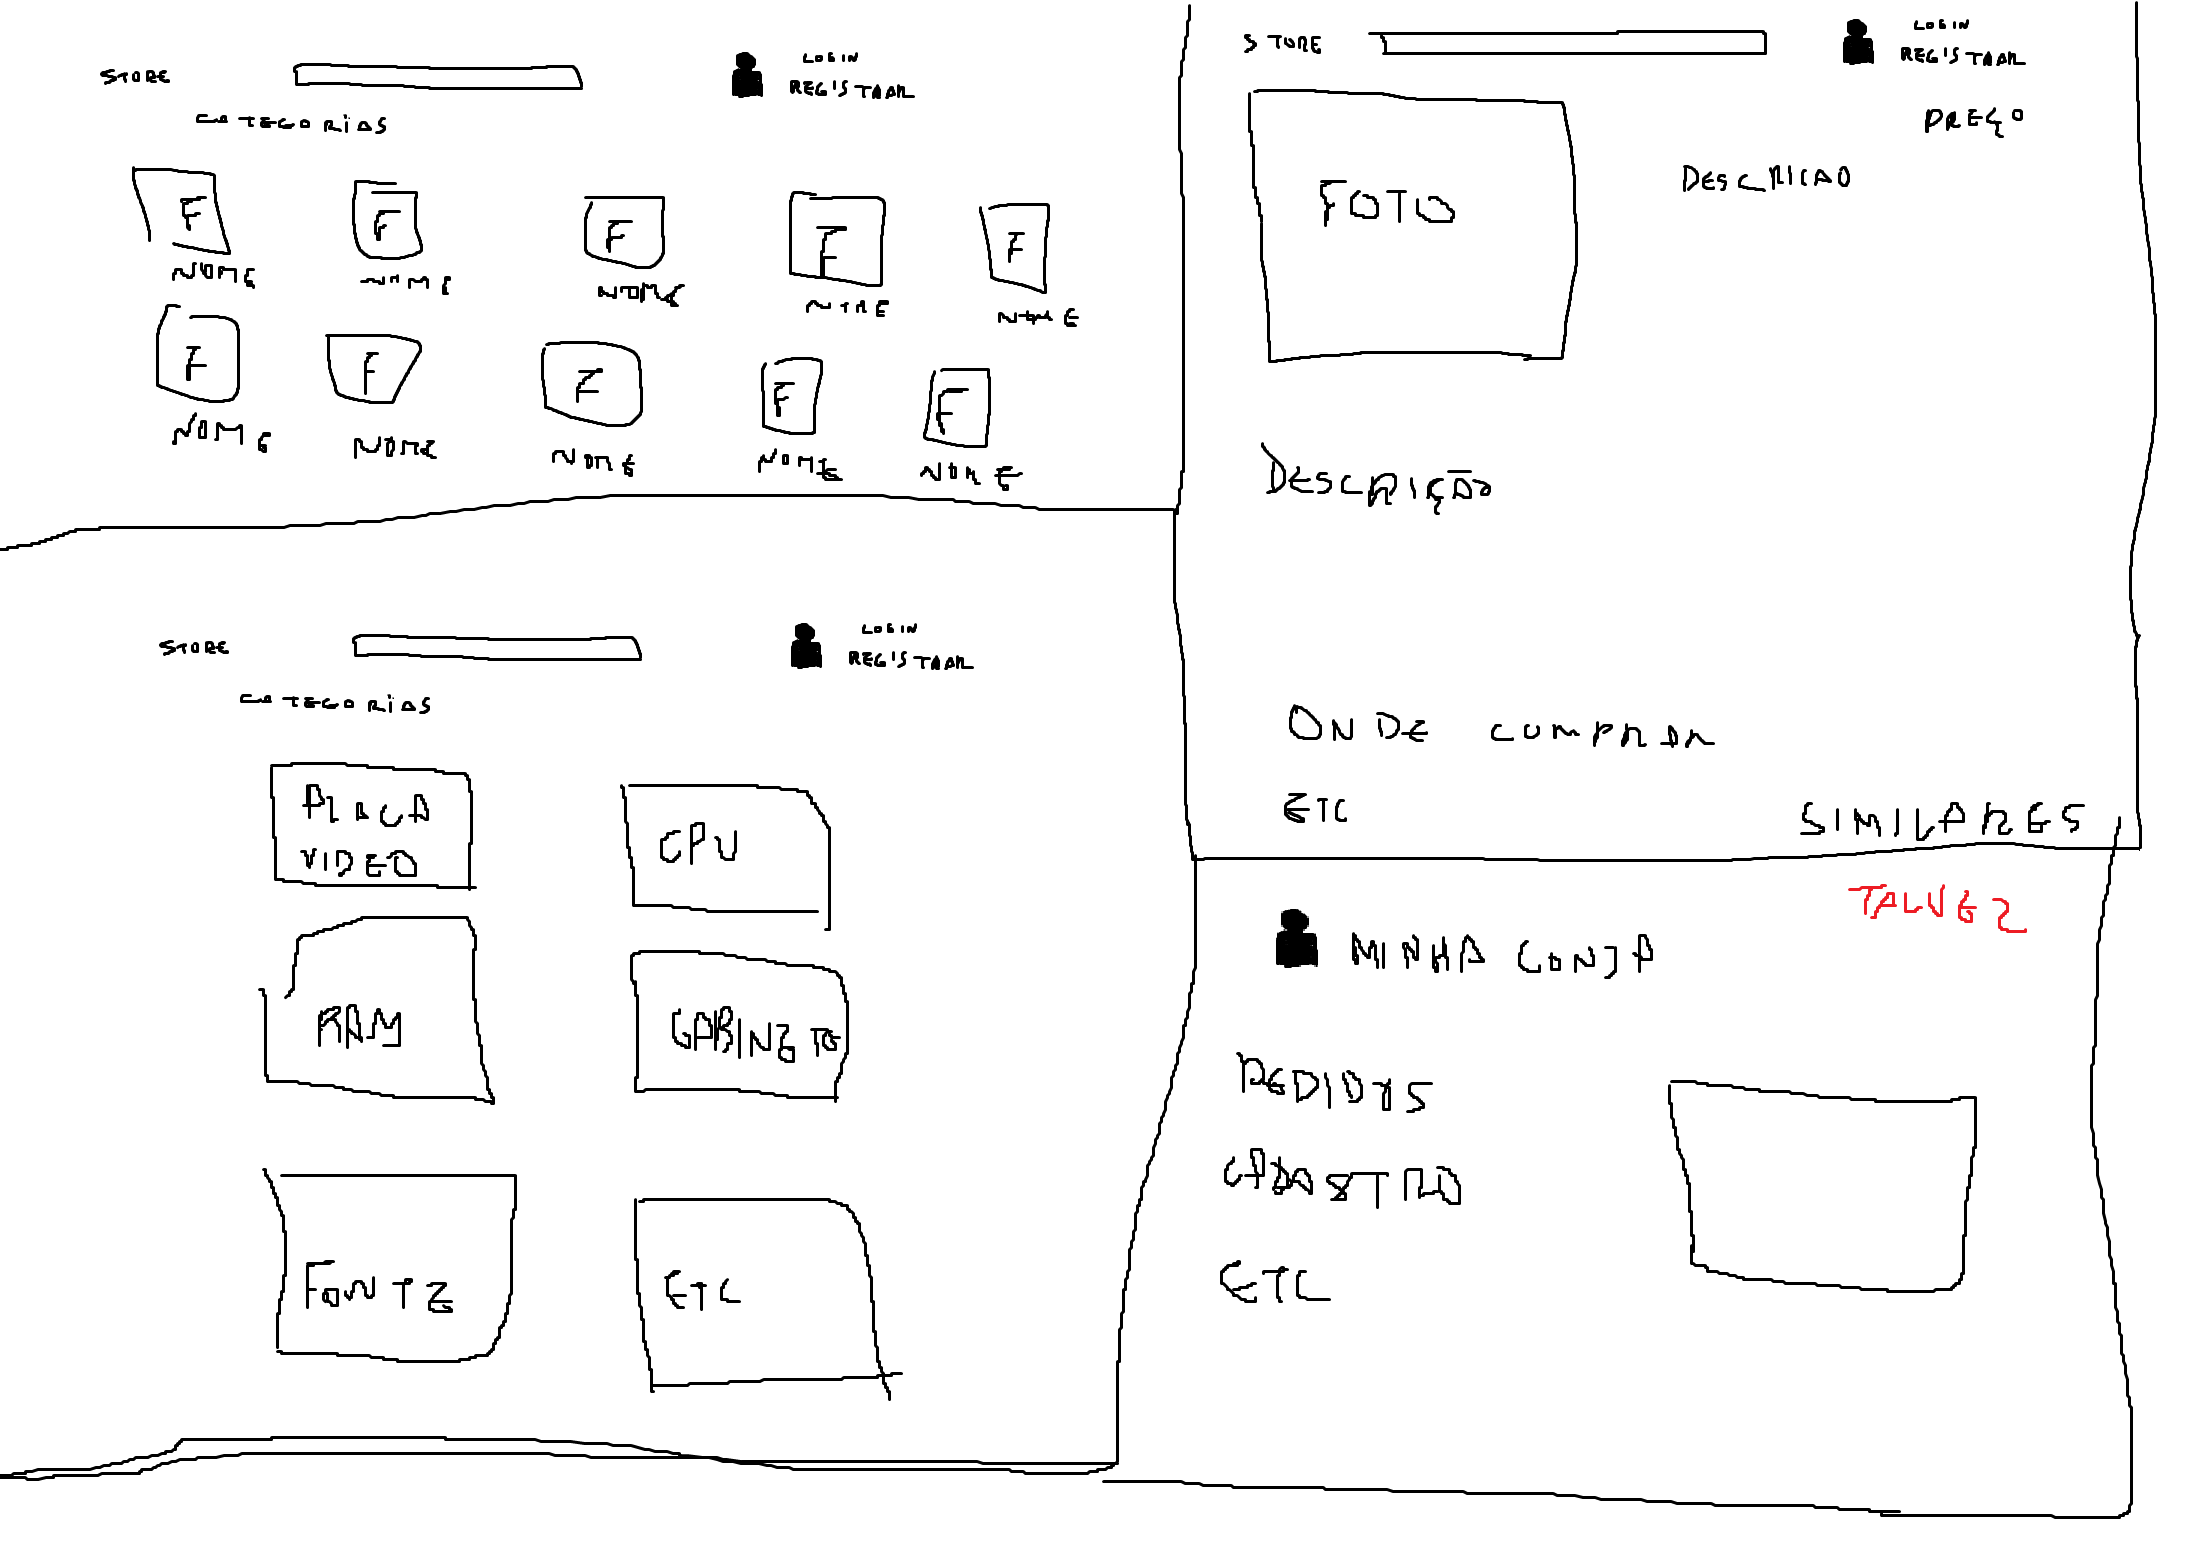 STORE
LOGIN
REGISTRAR
CATEGORIAS
F F F F F
NOME NOME NOME NOME NOME
F F F F F
NOME NOME NOME NOME NOME
STORE
LOGIN
REGISTRAR
CATEGORIAS
PLACA
VIDEO
CPU
RAM
GABINETE
FONTE
ETC
STORE
LOGIN
REGISTRAR
PREÇO
FOTO
DESCRICAO
DESCRIÇÃO
ONDE COMPRAR
ETC
SIMILARES
TALVEZ
MINHA CONTA
PEDIDOS
CADASTRO
ETC